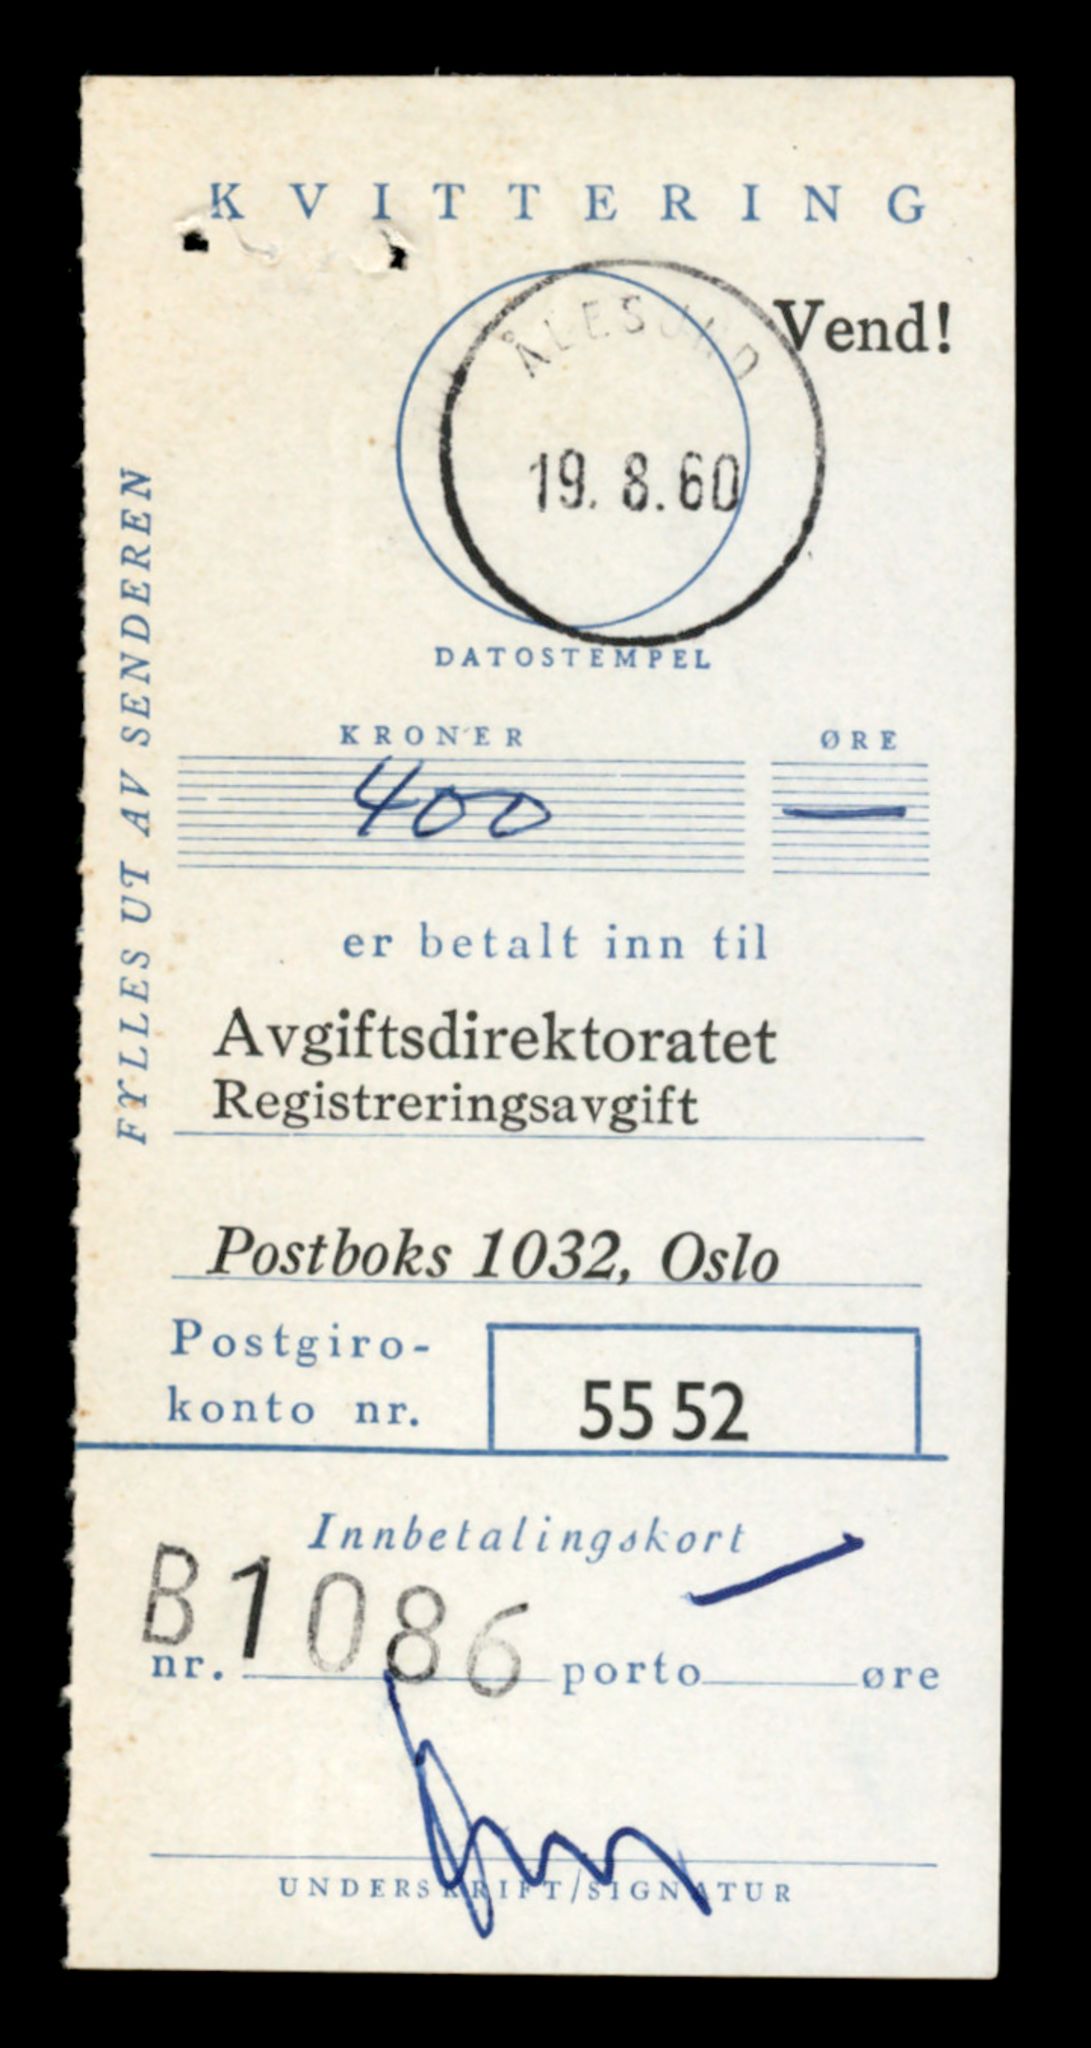 KVITTERING
Vend!
ÅLESUND
19. 8. 60
DATOSTEMPEL
FYLLES UT AV SENDEREN
KRONER ØRE
400 —
er betalt inn til
Avgiftsdirektoratet
Registreringsavgift
Postboks 1032, Oslo
Postgiro-
konto nr. 55 52
Innbetalingskort
nr. B1086 porto — øre
UNDERSKRIFT/SIGNATUR